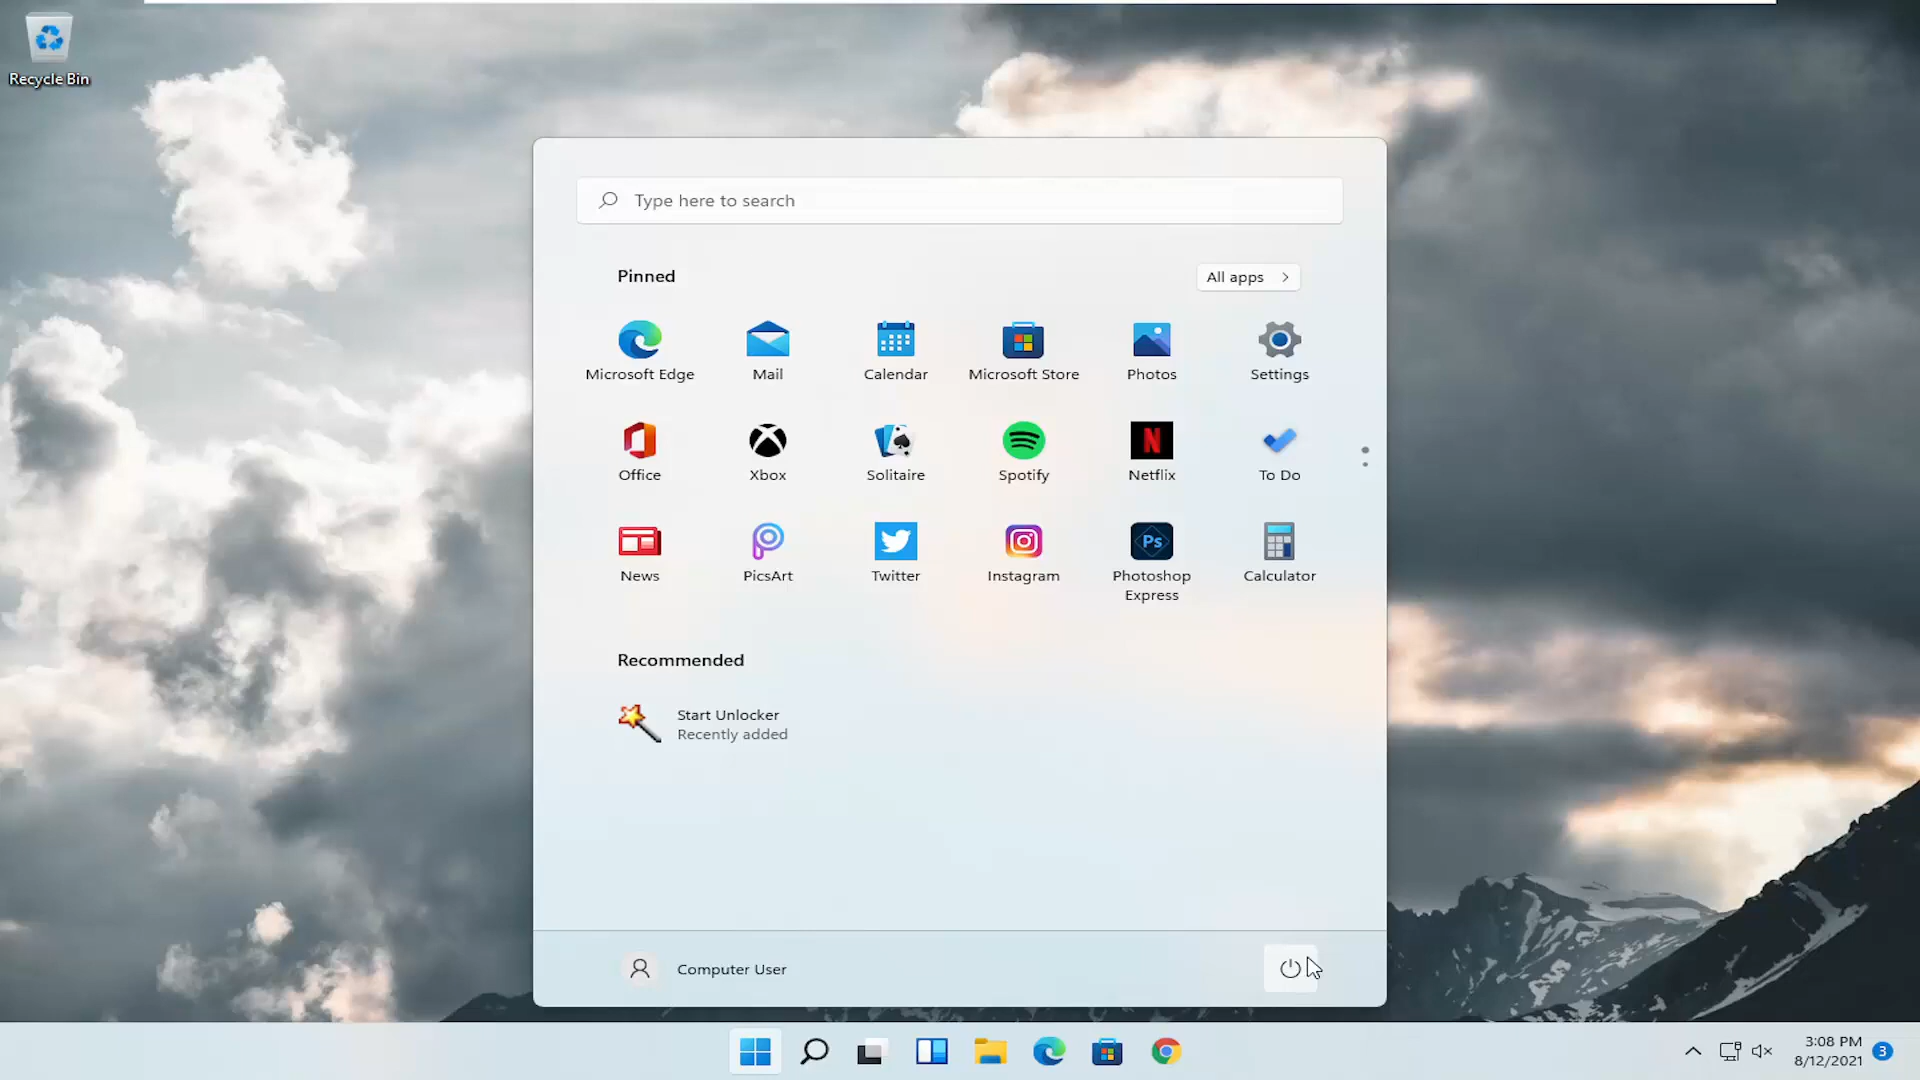 Recycle Bin
Type here to search
Pinned
All apps
Microsoft Edge
Mail
Calendar
Microsoft Store
Photos
Settings
Office
Xbox
Solitaire
Spotify
N
Netflix
To Do
News
PicsArt
Twitter
Instagram
Ps
Photoshop
Express
Calculator
Recommended
Start Unlocker
Recently added
Computer User
3:08 PM
8/12/2021
3